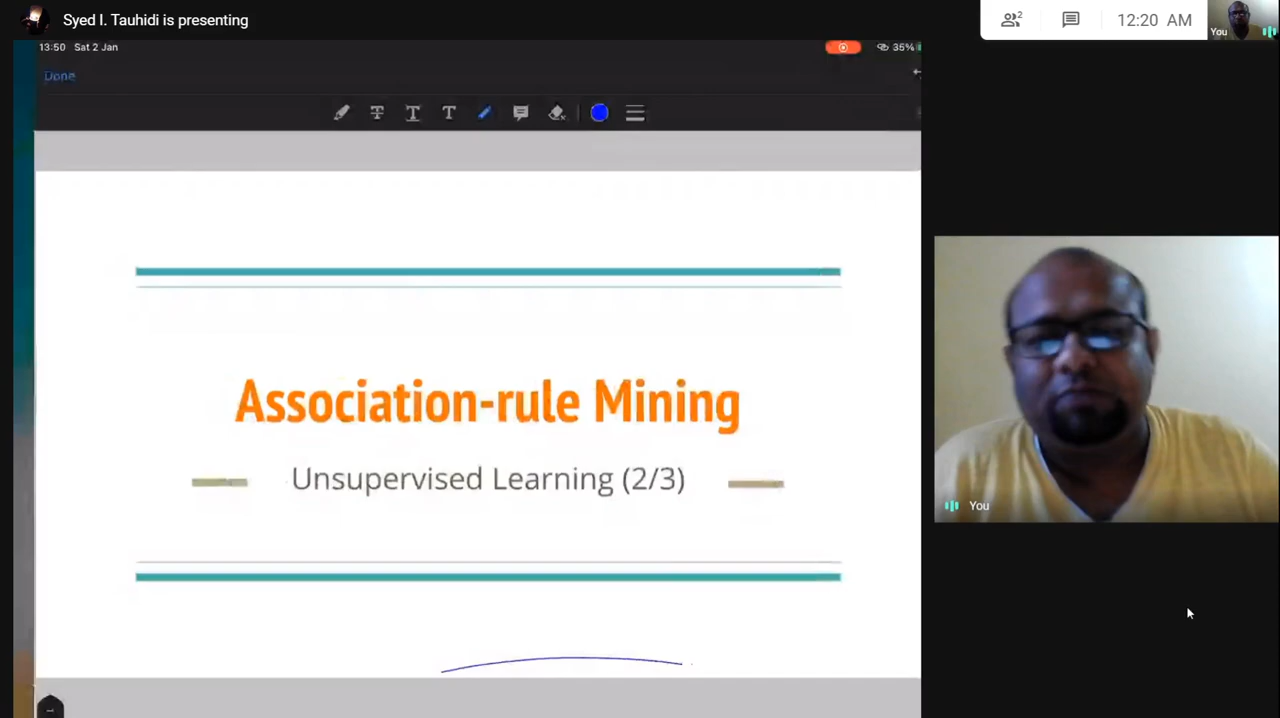 Syed I. Tauhidi is presenting
2
12:20 AM
You
13:50 Sat 2 Jan
35%
Done
T
T
T
Association-rule Mining
Unsupervised Learning (2/3)
You